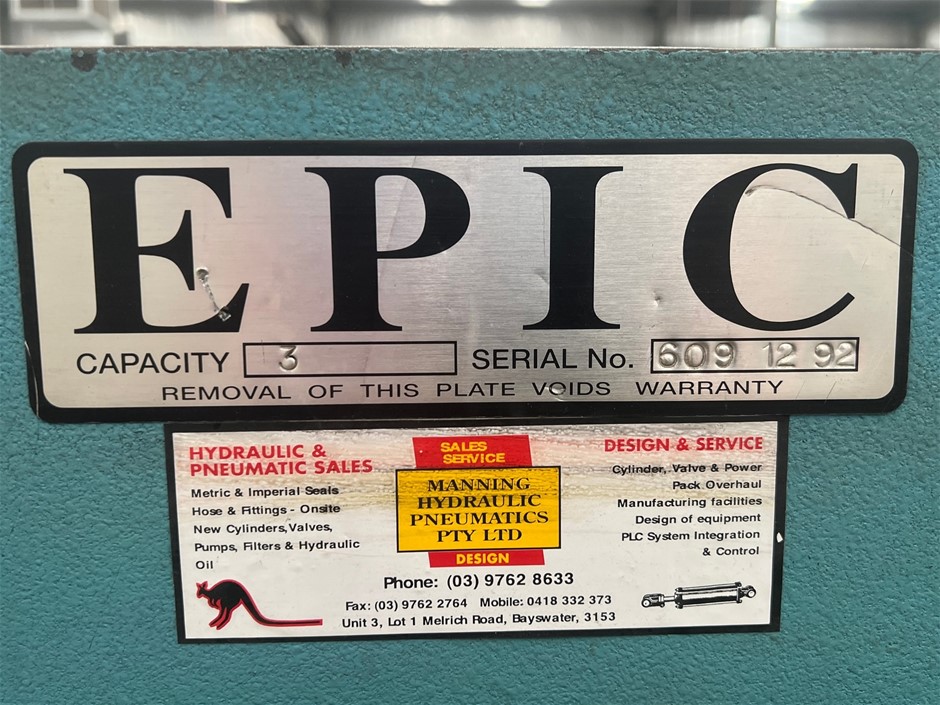 EPIC
CAPACITY 3 SERIAL No. 609 12 92
REMOVAL OF THIS PLATE VOIDS WARRANTY
HYDRAULIC &
PNEUMATIC SALES
Metric & Imperial Seals
Hose & Fittings - Onsite
New Cylinders,Valves,
Pumps, Filters & Hydraulic
Oil
SALES
SERVICE
MANNING
HYDRAULIC
PNEUMATICS
PTY LTD
DESIGN
DESIGN & SERVICE
Cylinder, Valve & Power
Pack Overhaul
Manufacturing facilities
Design of equipment
PLC System Integration
& Control
Phone: (03) 9762 8633
Fax: (03) 9762 2764 Mobile: 0418 332 373
Unit 3, Lot 1 Melrich Road, Bayswater, 3153